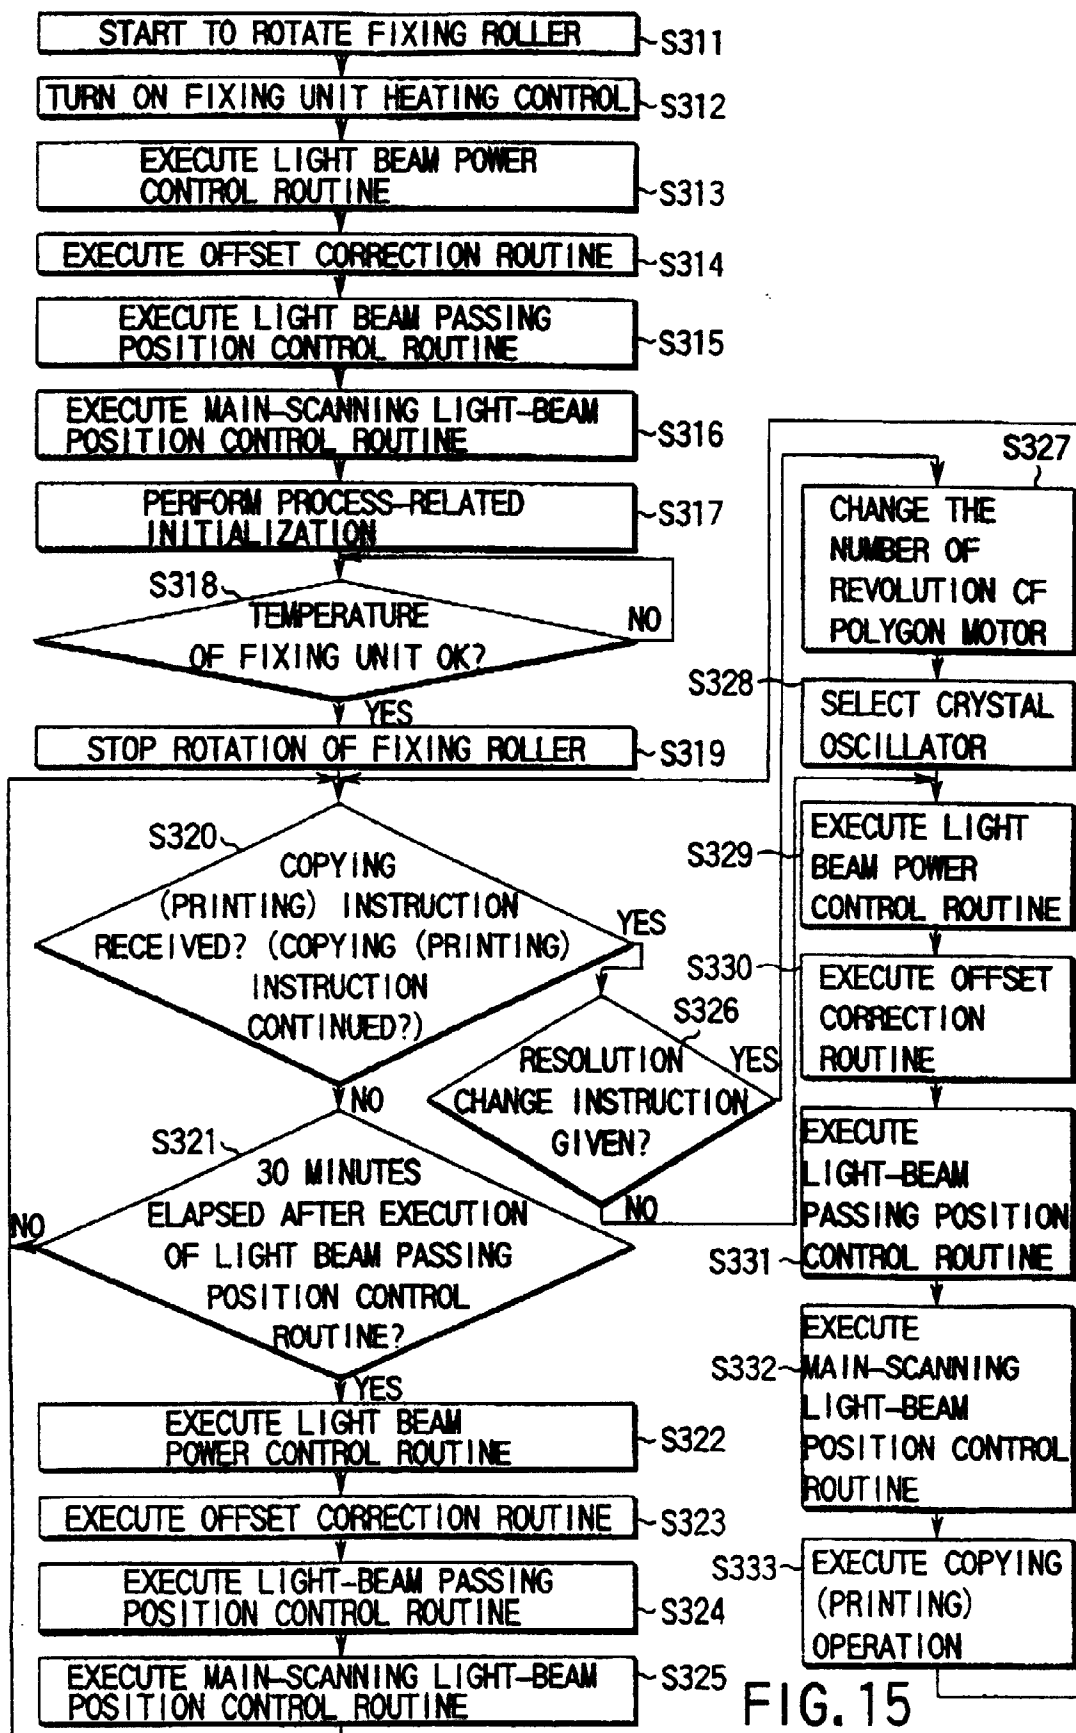 START TO ROTATE FIXING ROLLER
S311
TURN ON FIXING UNIT HEATING CONTROL
S312
EXECUTE LIGHT BEAM POWER
CONTROL ROUTINE
S313
EXECUTE OFFSET CORRECTION ROUTINE
S314
EXECUTE LIGHT BEAM PASSING
POSITION CONTROL ROUTINE
S315
EXECUTE MAIN-SCANNING LIGHT-BEAM
POSITION CONTROL ROUTINE
S316
PERFORM PROCESS-RELATED
INITIALIZATION
S317
S318
TEMPERATURE
OF FIXING UNIT OK?
NO
YES
STOP ROTATION OF FIXING ROLLER
S319
S320
COPYING
(PRINTING) INSTRUCTION
RECEIVED? (COPYING (PRINTING)
INSTRUCTION
CONTINUED?)
YES
NO
S321
30 MINUTES
ELAPSED AFTER EXECUTION
OF LIGHT BEAM PASSING
POSITION CONTROL
ROUTINE?
NO
YES
EXECUTE LIGHT BEAM
POWER CONTROL ROUTINE
S322
EXECUTE OFFSET CORRECTION ROUTINE
S323
EXECUTE LIGHT-BEAM PASSING
POSITION CONTROL ROUTINE
S324
EXECUTE MAIN-SCANNING LIGHT-BEAM
POSITION CONTROL ROUTINE
S325
S326
RESOLUTION
CHANGE INSTRUCTION
GIVEN?
YES
NO
S327
CHANGE THE
NUMBER OF
REVOLUTION CF
POLYGON MOTOR
S328
SELECT CRYSTAL
OSCILLATOR
S329
EXECUTE LIGHT
BEAM POWER
CONTROL ROUTINE
S330
EXECUTE OFFSET
CORRECTION
ROUTINE
EXECUTE
LIGHT-BEAM
PASSING POSITION
CONTROL ROUTINE
S331
EXECUTE
MAIN-SCANNING
LIGHT-BEAM
POSITION CONTROL
ROUTINE
S332
S333
EXECUTE COPYING
(PRINTING)
OPERATION
FIG. 15